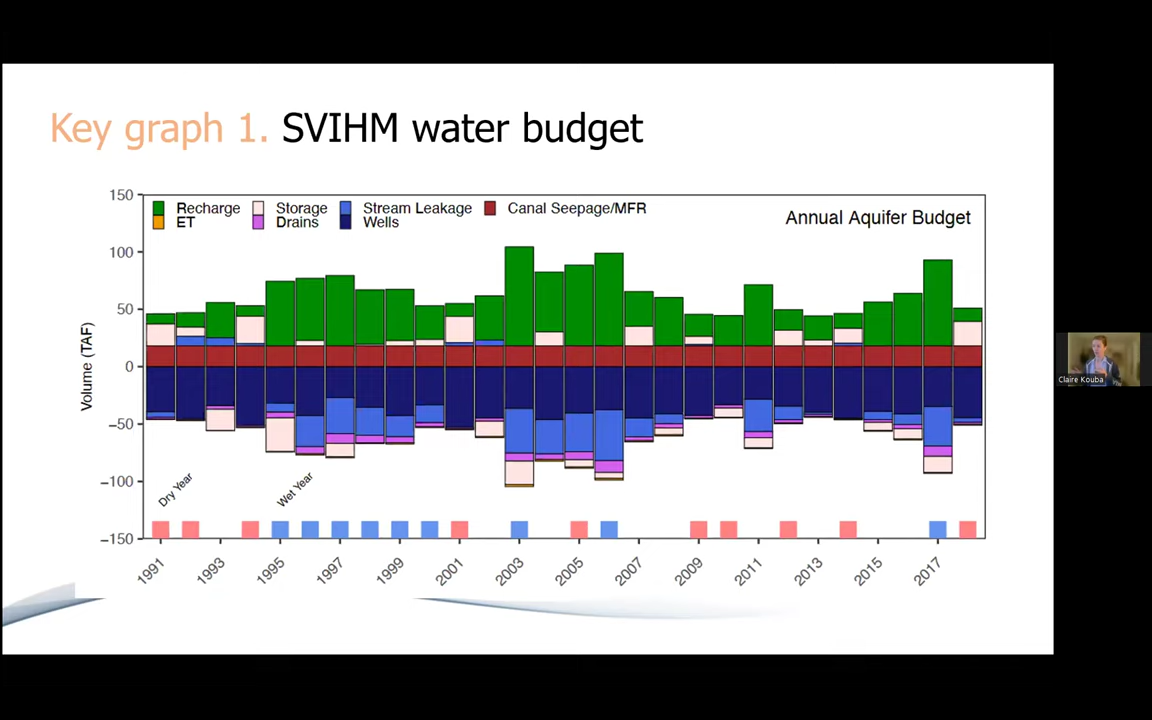 Key graph 1. SVIHM water budget
150
100
50
0
−50
−100
−150
Volume (TAF)
Recharge
Storage
Stream Leakage
Canal Seepage/MFR
ET
Drains
Wells
Annual Aquifer Budget
Dry Year
Wet Year
1991
1993
1995
1997
1999
2001
2003
2005
2007
2009
2011
2013
2015
2017
Claire Kouba